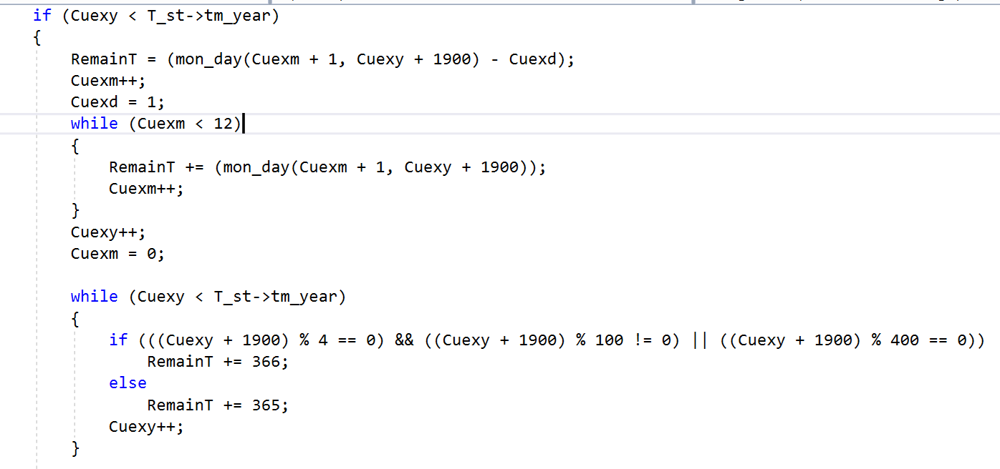 if (Cuexy < T_st->tm_year)
{
RemainT = (mon_day(Cuexm + 1, Cuexy + 1900) - Cuexd);
Cuexm++;
Cuexd = 1;
while (Cuexm < 12)
{
RemainT += (mon_day(Cuexm + 1, Cuexy + 1900));
Cuexm++;
}
Cuexy++;
Cuexm = 0;
while (Cuexy < T_st->tm_year)
{
if (((Cuexy + 1900) % 4 == 0) && ((Cuexy + 1900) % 100 != 0) || ((Cuexy + 1900) % 400 == 0))
RemainT += 366;
else
RemainT += 365;
Cuexy++;
}